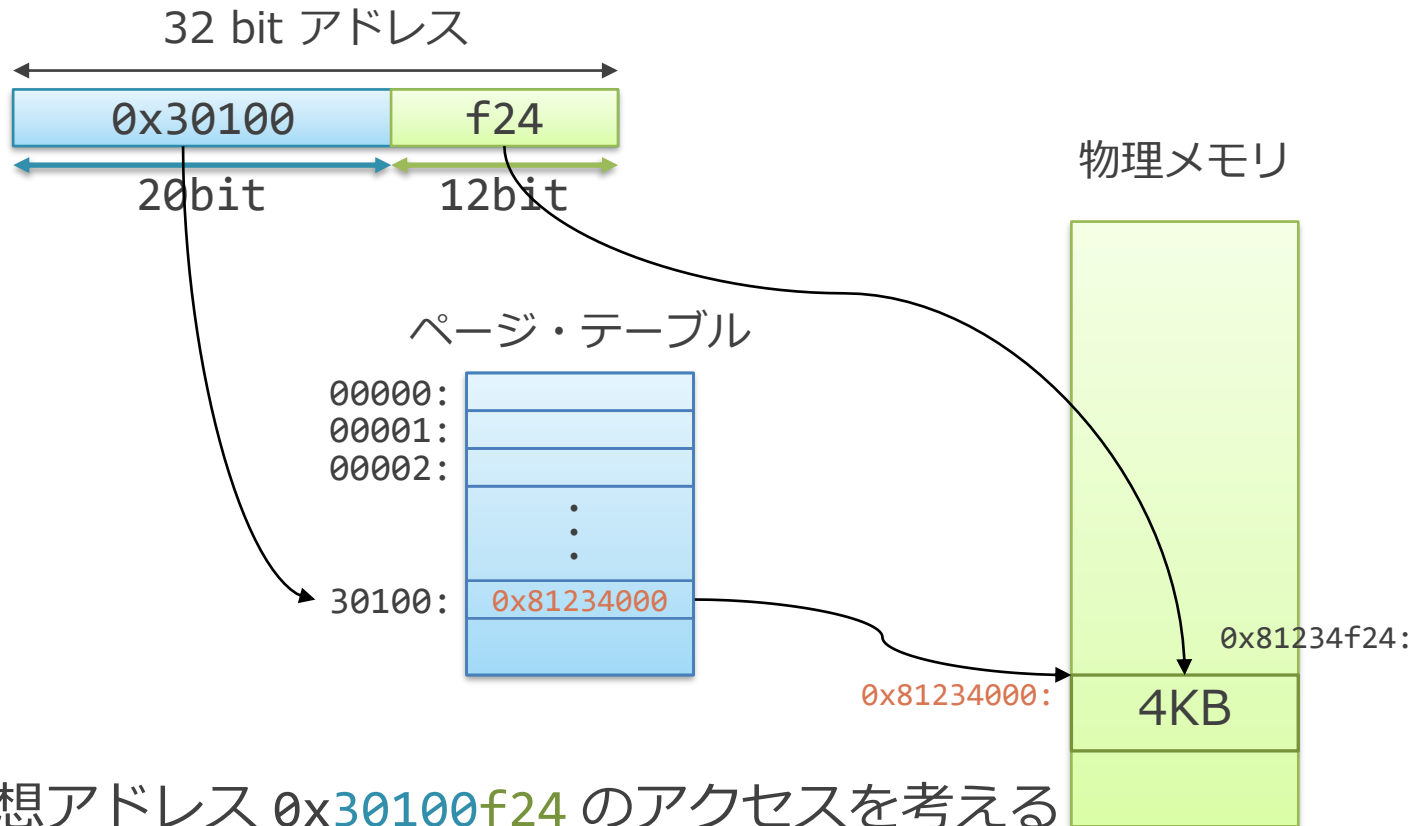 32 bit アドレス
0x30100 f24
20bit 12bit
物理メモリ
ページ・テーブル
00000:
00001:
00002:
30100: 0x81234000
0x81234f24:
0x81234000:
4KB
想アドレス 0x30100f24 のアクセスを考える